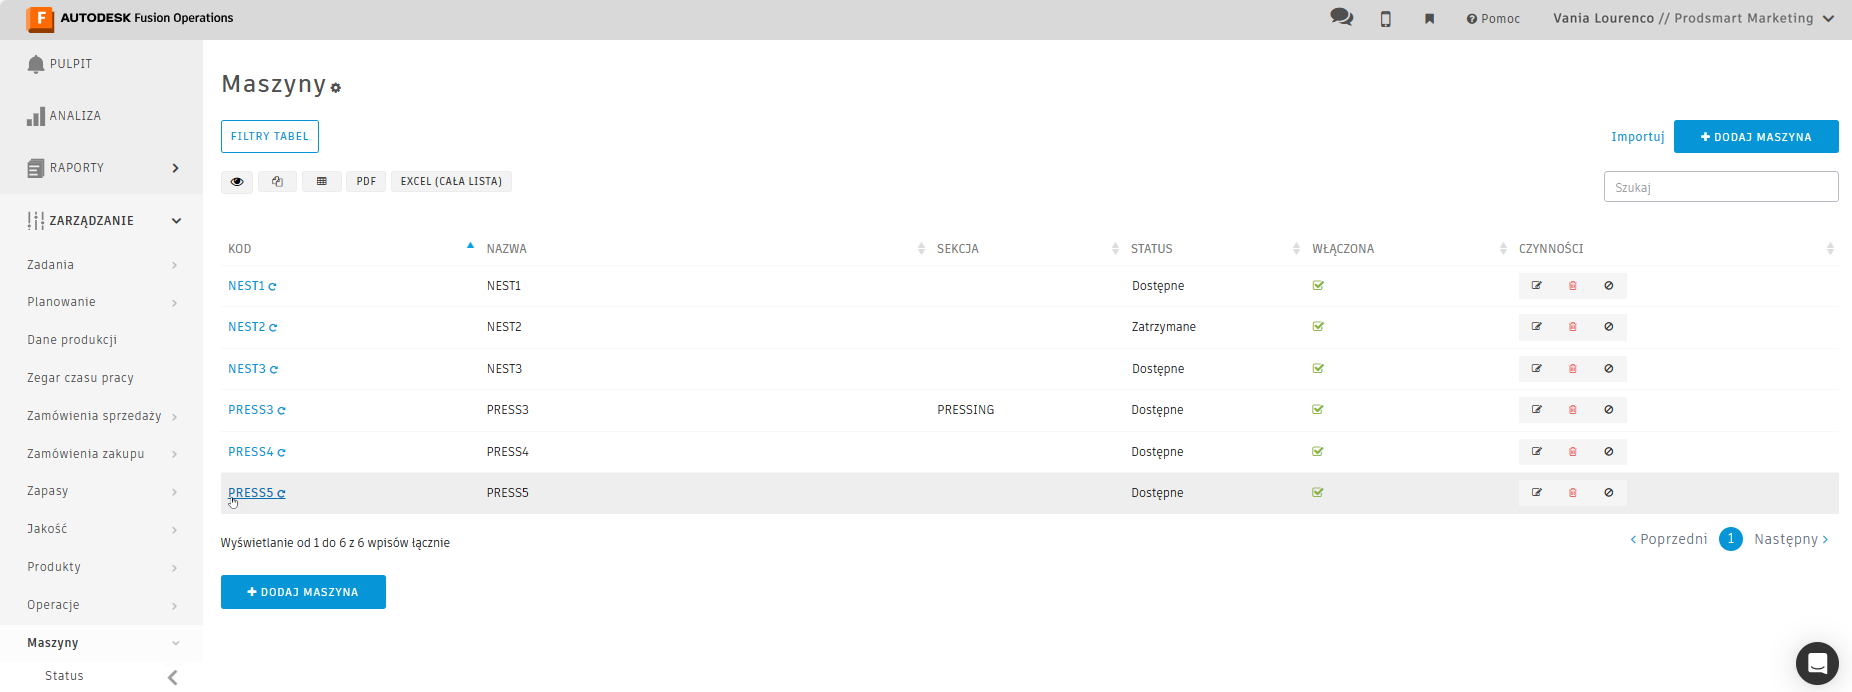 AUTODESK Fusion Operations
Pomoc
Vania Lourenco // Prodsmart Marketing
PULPIT
ANALIZA
RAPORTY
ZARZĄDZANIE
Zadania
Planowanie
Dane produkcji
Zegar czasu pracy
Zamówienia sprzedaży
Zamówienia zakupu
Zapasy
Jakość
Produkty
Operacje
Maszyny
Status
Maszyny
FILTRY TABEL
Importuj
DODAJ MASZYNA
PDF
EXCEL (CAŁA LISTA)
Szukaj
KOD NAZWA SEKCJA STATUS WŁĄCZONA CZYNNOŚCI
NEST1 NEST1 Dostępne
NEST2 NEST2 Zatrzymane
NEST3 NEST3 Dostępne
PRESS3 PRESS3 PRESSING Dostępne
PRESS4 PRESS4 Dostępne
PRESS5 PRESS5 Dostępne
Wyświetlanie od 1 do 6 z 6 wpisów łącznie
Poprzedni 1 Następny
DODAJ MASZYNA